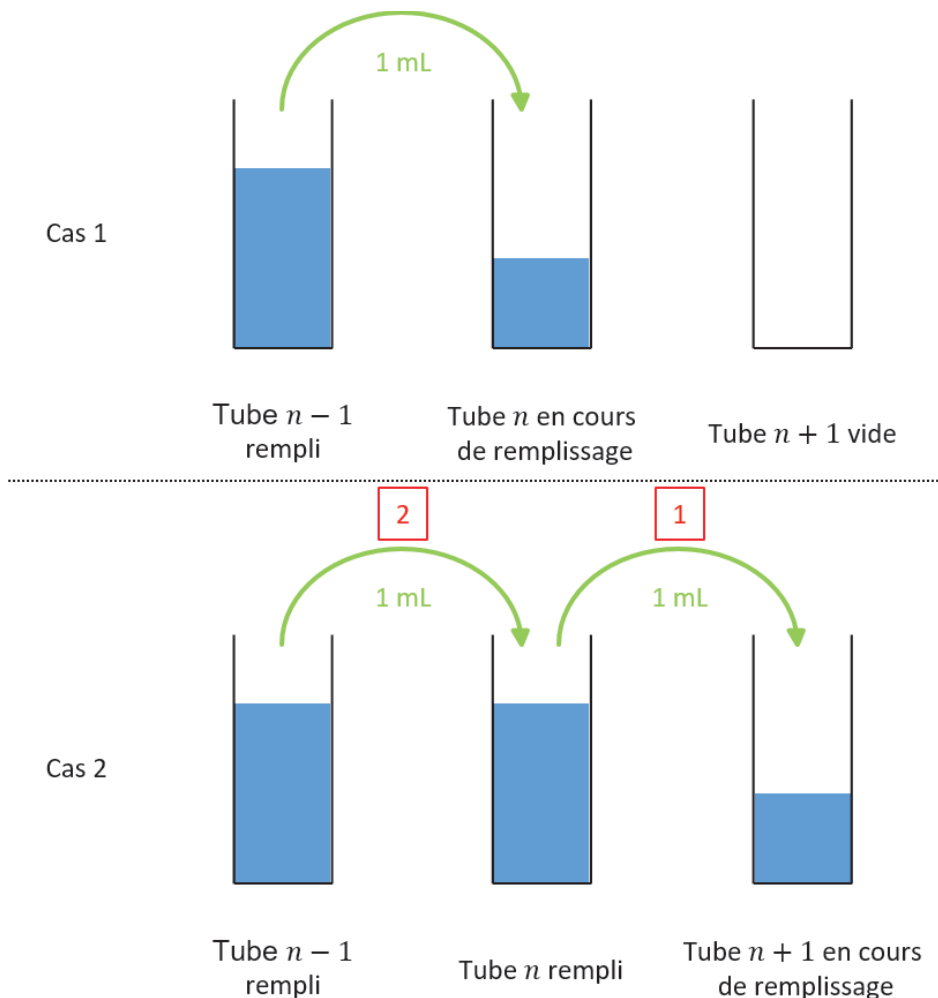 1 mL
Cas 1
Tube n − 1
rempli
Tube n en cours
de remplissage
Tube n + 1 vide
2
1
1 mL
1 mL
Cas 2
Tube n − 1
rempli
Tube n rempli
Tube n + 1 en cours
de remplissage